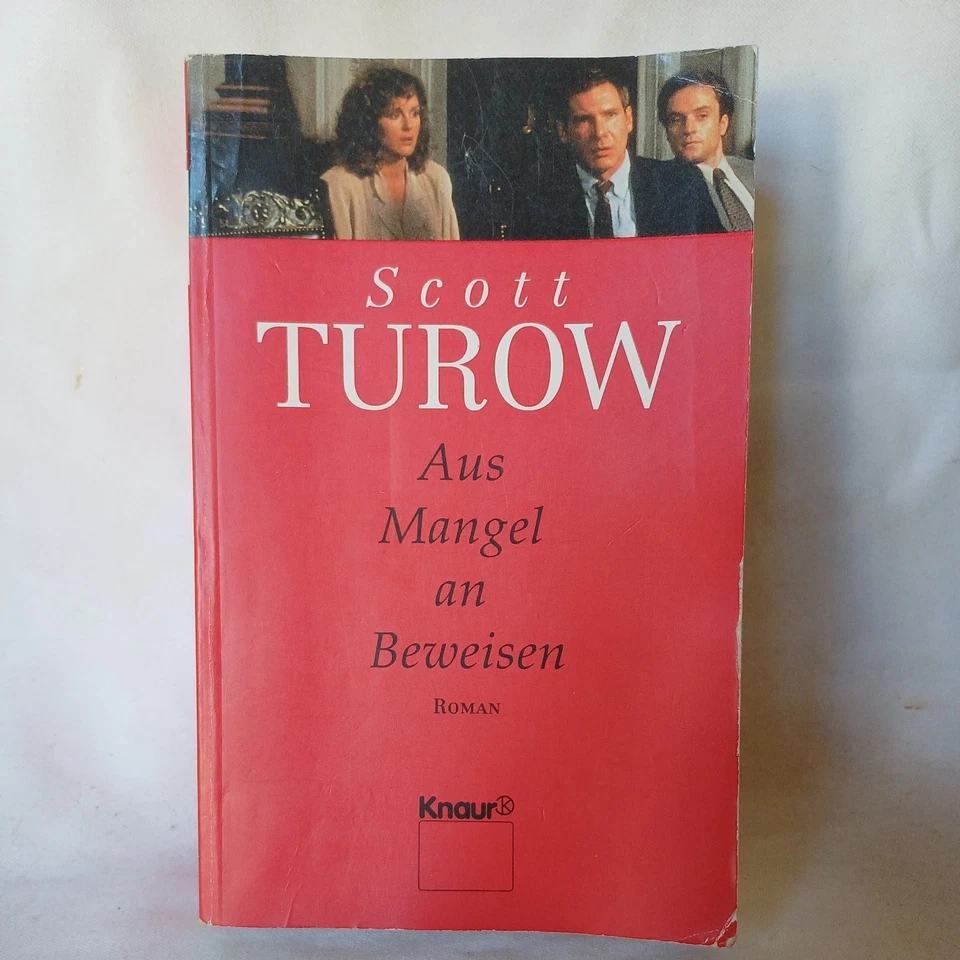 Scott
TUROW
Aus
Mangel
an
Beweisen
ROMAN
Knaur K